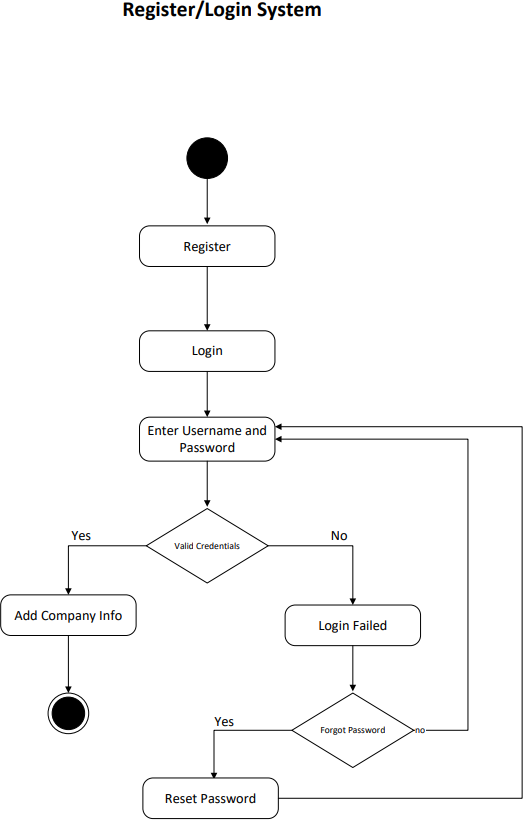 Register/Login System
Register
Login
Enter Username and
Password
Valid Credentials
Yes
No
Add Company Info
Login Failed
Forgot Password
Yes
no
Reset Password